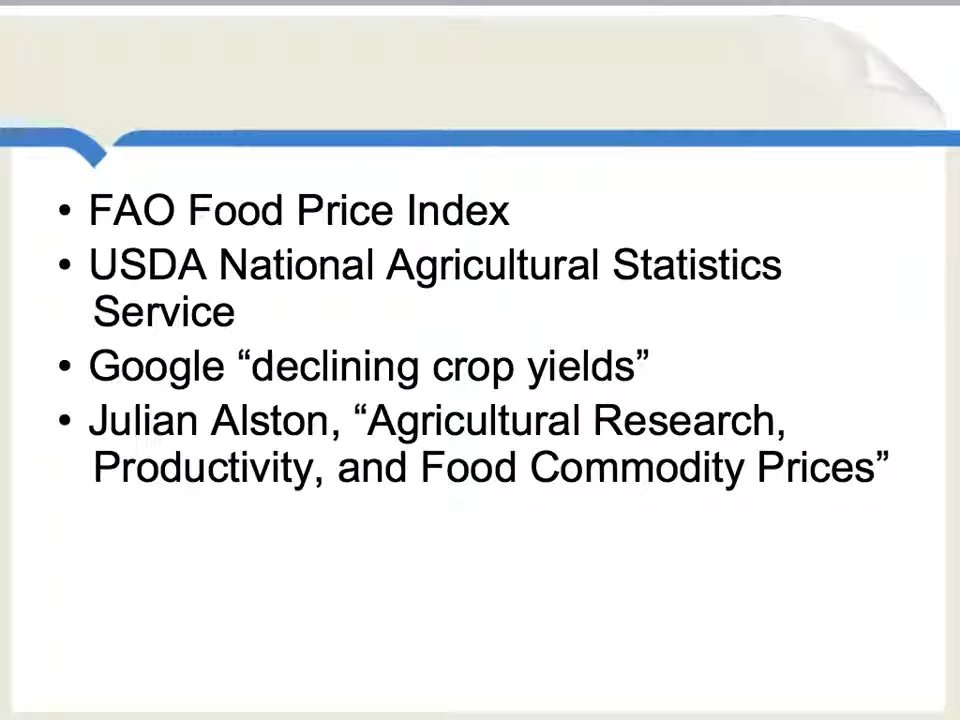 • FAO Food Price Index
• USDA National Agricultural Statistics
Service
• Google “declining crop yields”
• Julian Alston, “Agricultural Research,
Productivity, and Food Commodity Prices”